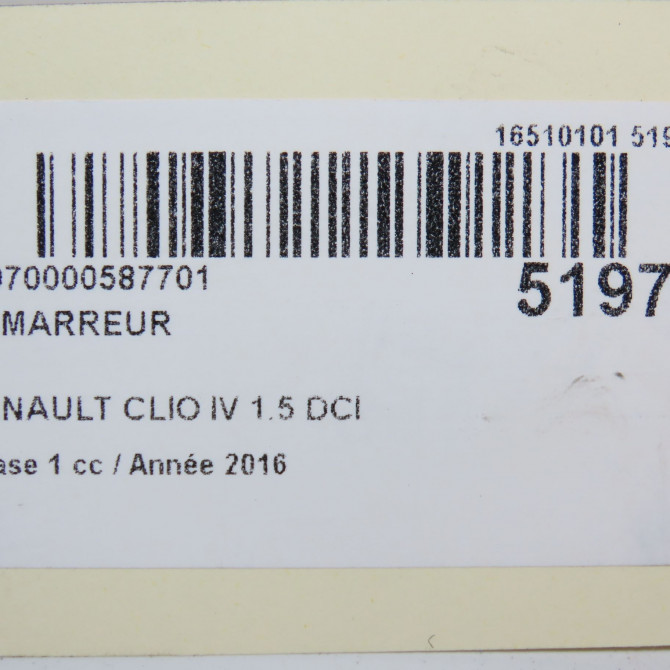 16510101 519
970000587701
5197
MARREUR
NAULT CLIO IV 1.5 DCI
ase 1 cc / Année 2016